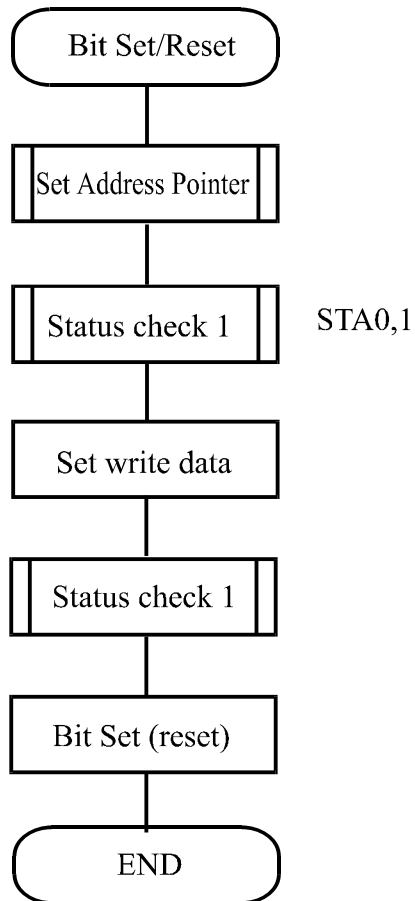 Bit Set/Reset
Set Address Pointer
Status check 1
STA0,1
Set write data
Status check 1
Bit Set (reset)
END